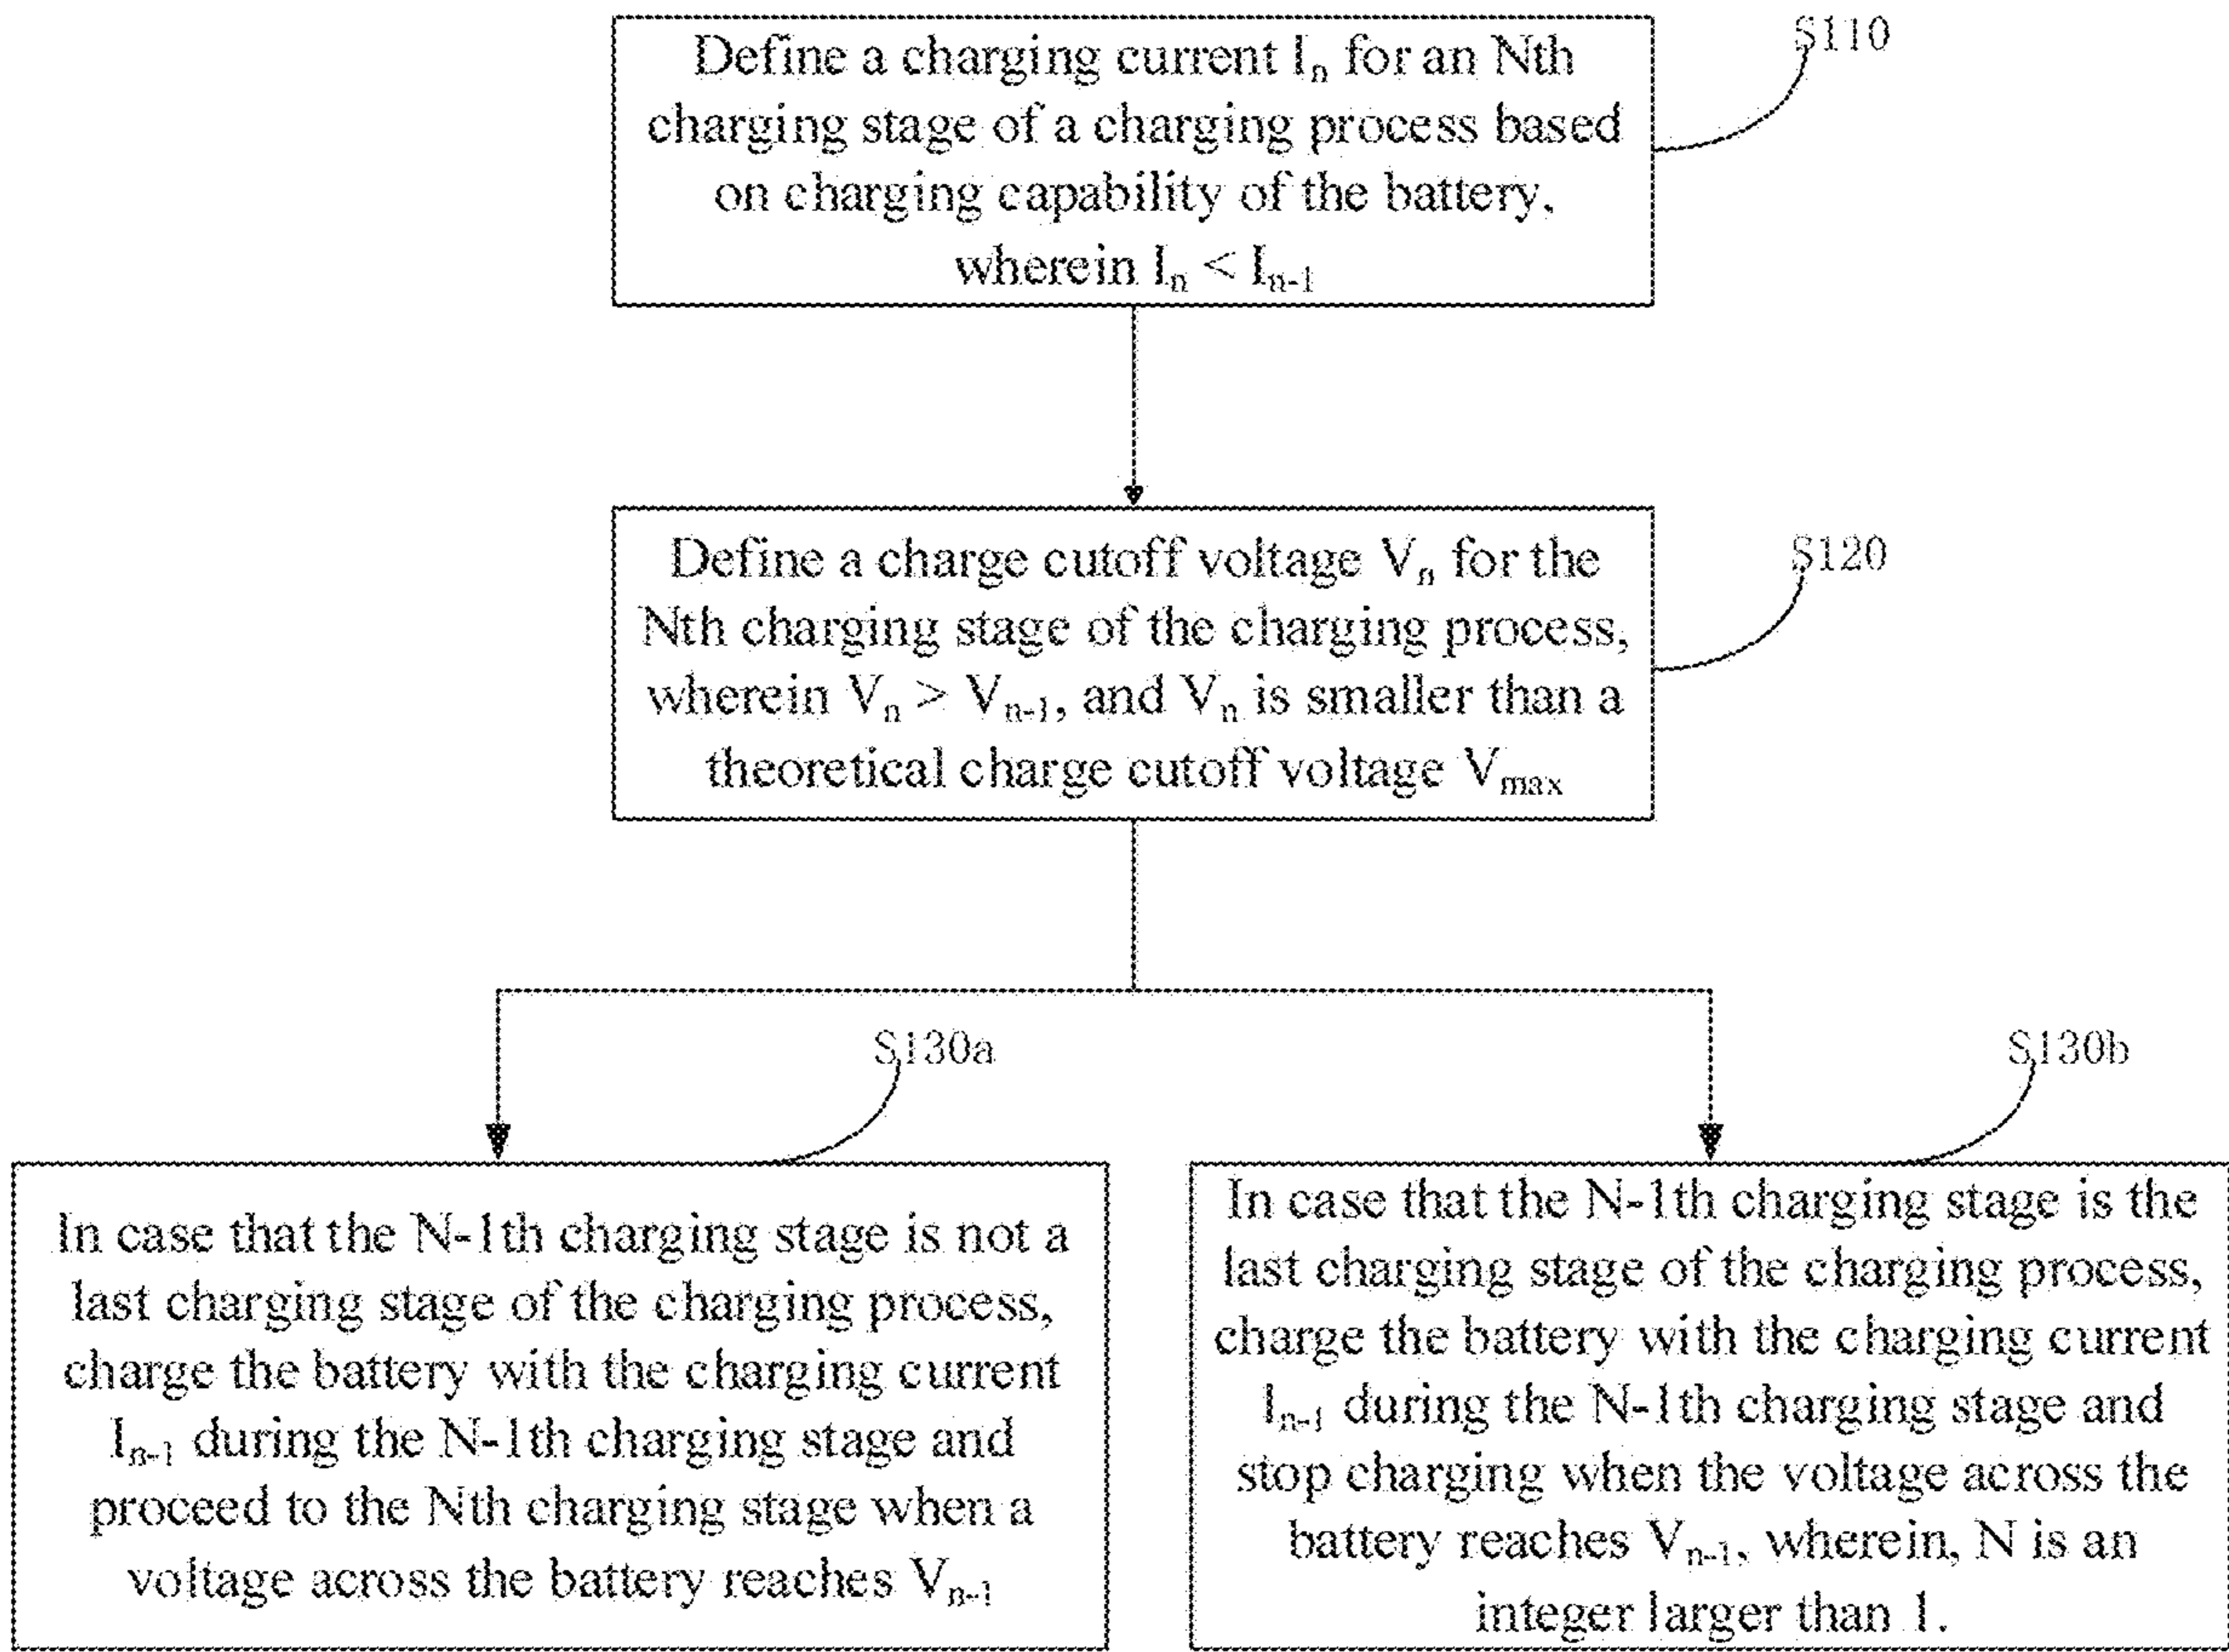 Define a charging current Iₙ for an Nth
charging stage of a charging process based
on charging capability of the battery,
wherein Iₙ < Iₙ₋₁
S110
Define a charge cutoff voltage Vₙ for the
Nth charging stage of the charging process,
wherein Vₙ > Vₙ₋₁, and Vₙ is smaller than a
theoretical charge cutoff voltage Vₘₐₓ
S120
S130a
In case that the N-1th charging stage is not a
last charging stage of the charging process,
charge the battery with the charging current
Iₙ₋₁ during the N-1th charging stage and
proceed to the Nth charging stage when a
voltage across the battery reaches Vₙ₋₁
S130b
In case that the N-1th charging stage is the
last charging stage of the charging process,
charge the battery with the charging current
Iₙ₋₁ during the N-1th charging stage and
stop charging when the voltage across the
battery reaches Vₙ₋₁, wherein, N is an
integer larger than 1.